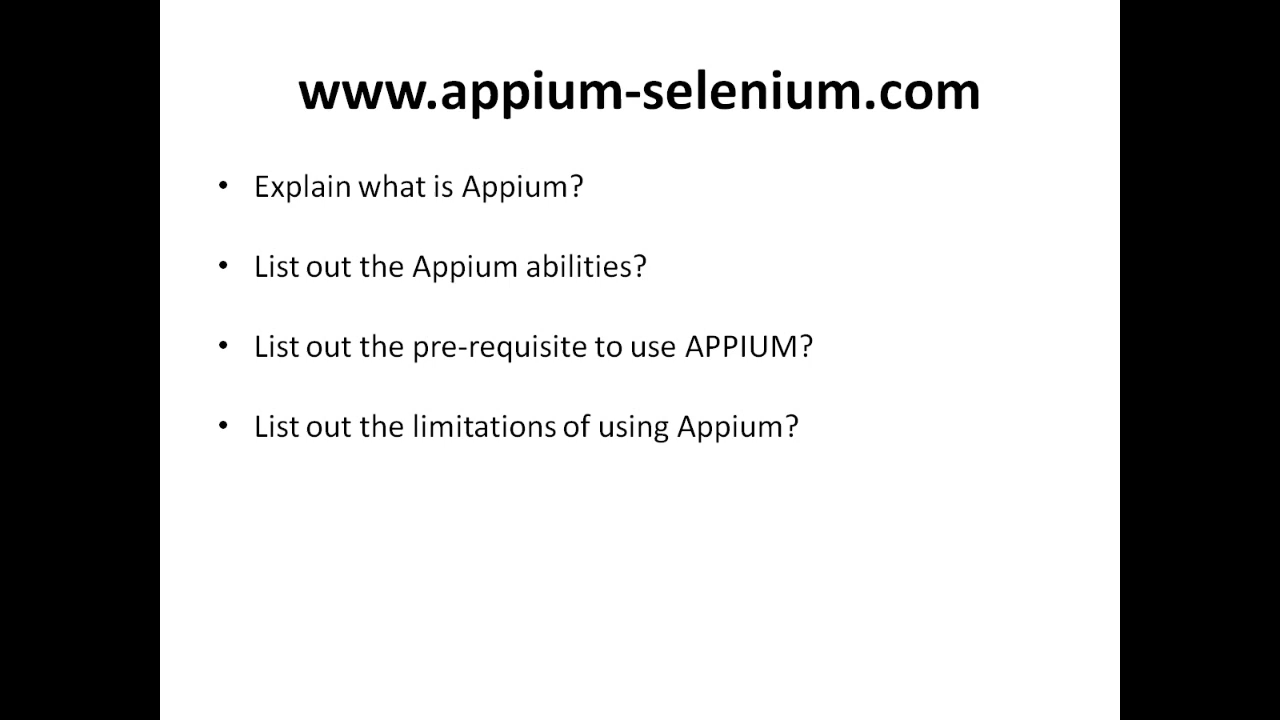 www.appium-selenium.com
• Explain what is Appium?
• List out the Appium abilities?
• List out the pre-requisite to use APPIUM?
• List out the limitations of using Appium?